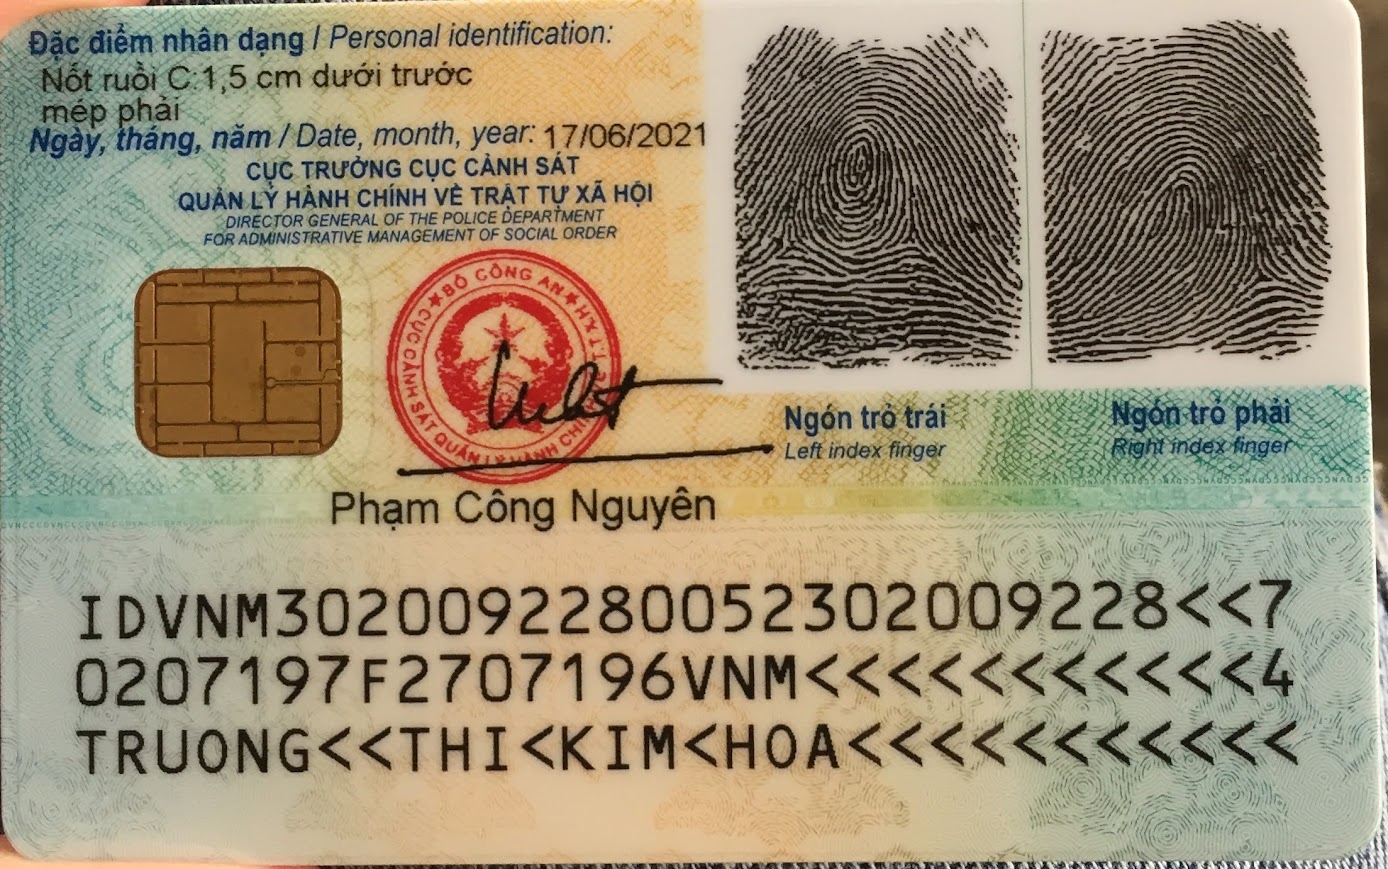 Đặc điểm nhân dạng / Personal identification:
Nốt ruồi C:1,5 cm dưới trước
mép phải
Ngày, tháng, năm / Date, month, year: 17/06/2021
CỤC TRƯỞNG CỤC CẢNH SÁT
QUẢN LÝ HÀNH CHÍNH VỀ TRẬT TỰ XÃ HỘI
DIRECTOR GENERAL OF THE POLICE DEPARTMENT
FOR ADMINISTRATIVE MANAGEMENT OF SOCIAL ORDER
BỘ CÔNG AN
CỤC CẢNH SÁT QUẢN LÝ HÀNH CHÍNH
Ngón trỏ trái
Left index finger
Ngón trỏ phải
Right index finger
Phạm Công Nguyên
IDVNM3020092280052302009228<<7
0207197F2707196VNM<<<<<<<<<<<4
TRUONG<<THI<KIM<HOA<<<<<<<<<<<